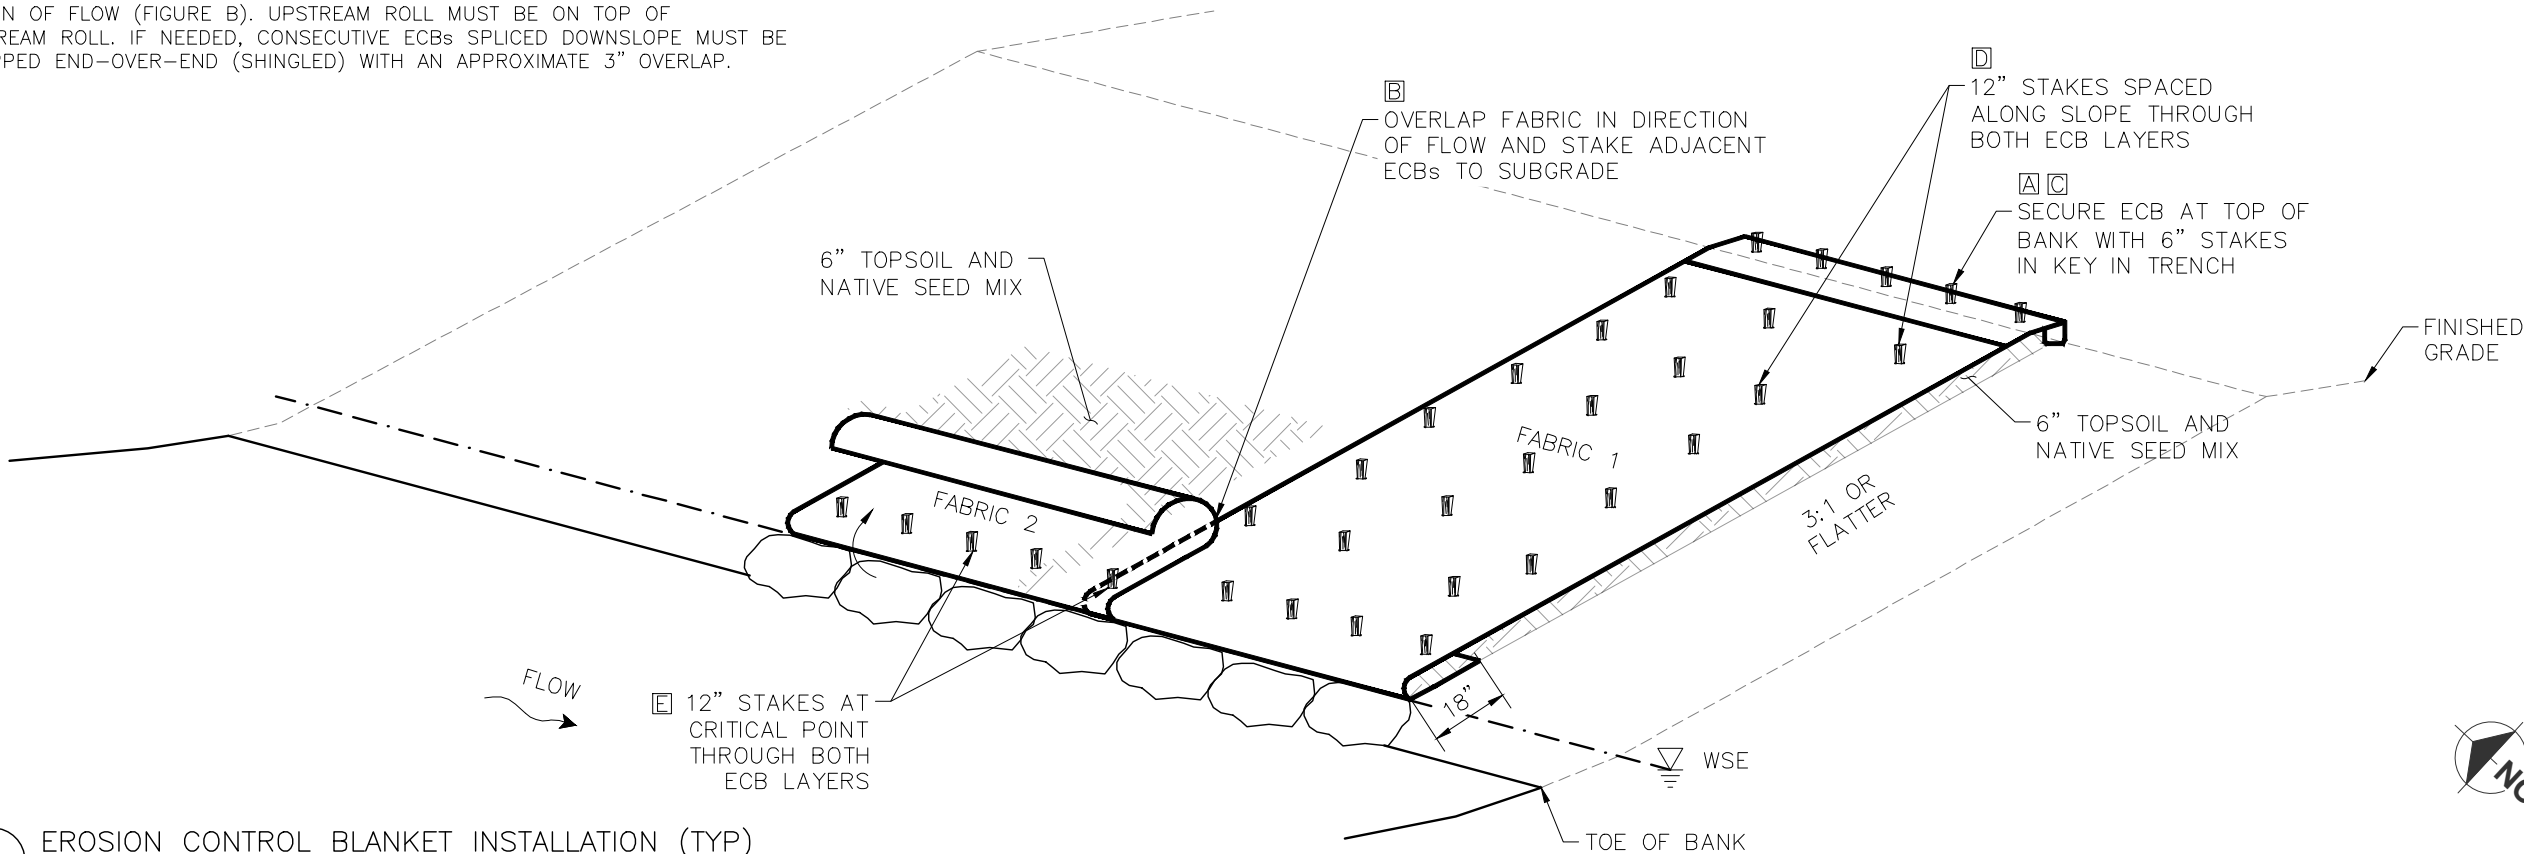 OF FLOW (FIGURE B). UPSTREAM ROLL MUST BE ON TOP OF
ROLL. IF NEEDED, CONSECUTIVE ECBs SPLICED DOWNSLOPE MUST BE
END-OVER-END (SHINGLED) WITH AN APPROXIMATE 3" OVERLAP.
B
OVERLAP FABRIC IN DIRECTION
OF FLOW AND STAKE ADJACENT
ECBs TO SUBGRADE
D
12" STAKES SPACED
ALONG SLOPE THROUGH
BOTH ECB LAYERS
A C
SECURE ECB AT TOP OF
BANK WITH 6" STAKES
IN KEY IN TRENCH
6" TOPSOIL AND
NATIVE SEED MIX
FINISHED
GRADE
6" TOPSOIL AND
NATIVE SEED MIX
FABRIC 1
FABRIC 2
3:1 OR
FLATTER
FLOW
18"
E 12" STAKES AT
CRITICAL POINT
THROUGH BOTH
ECB LAYERS
WSE
TOE OF BANK
EROSION CONTROL BLANKET INSTALLATION (TYP)